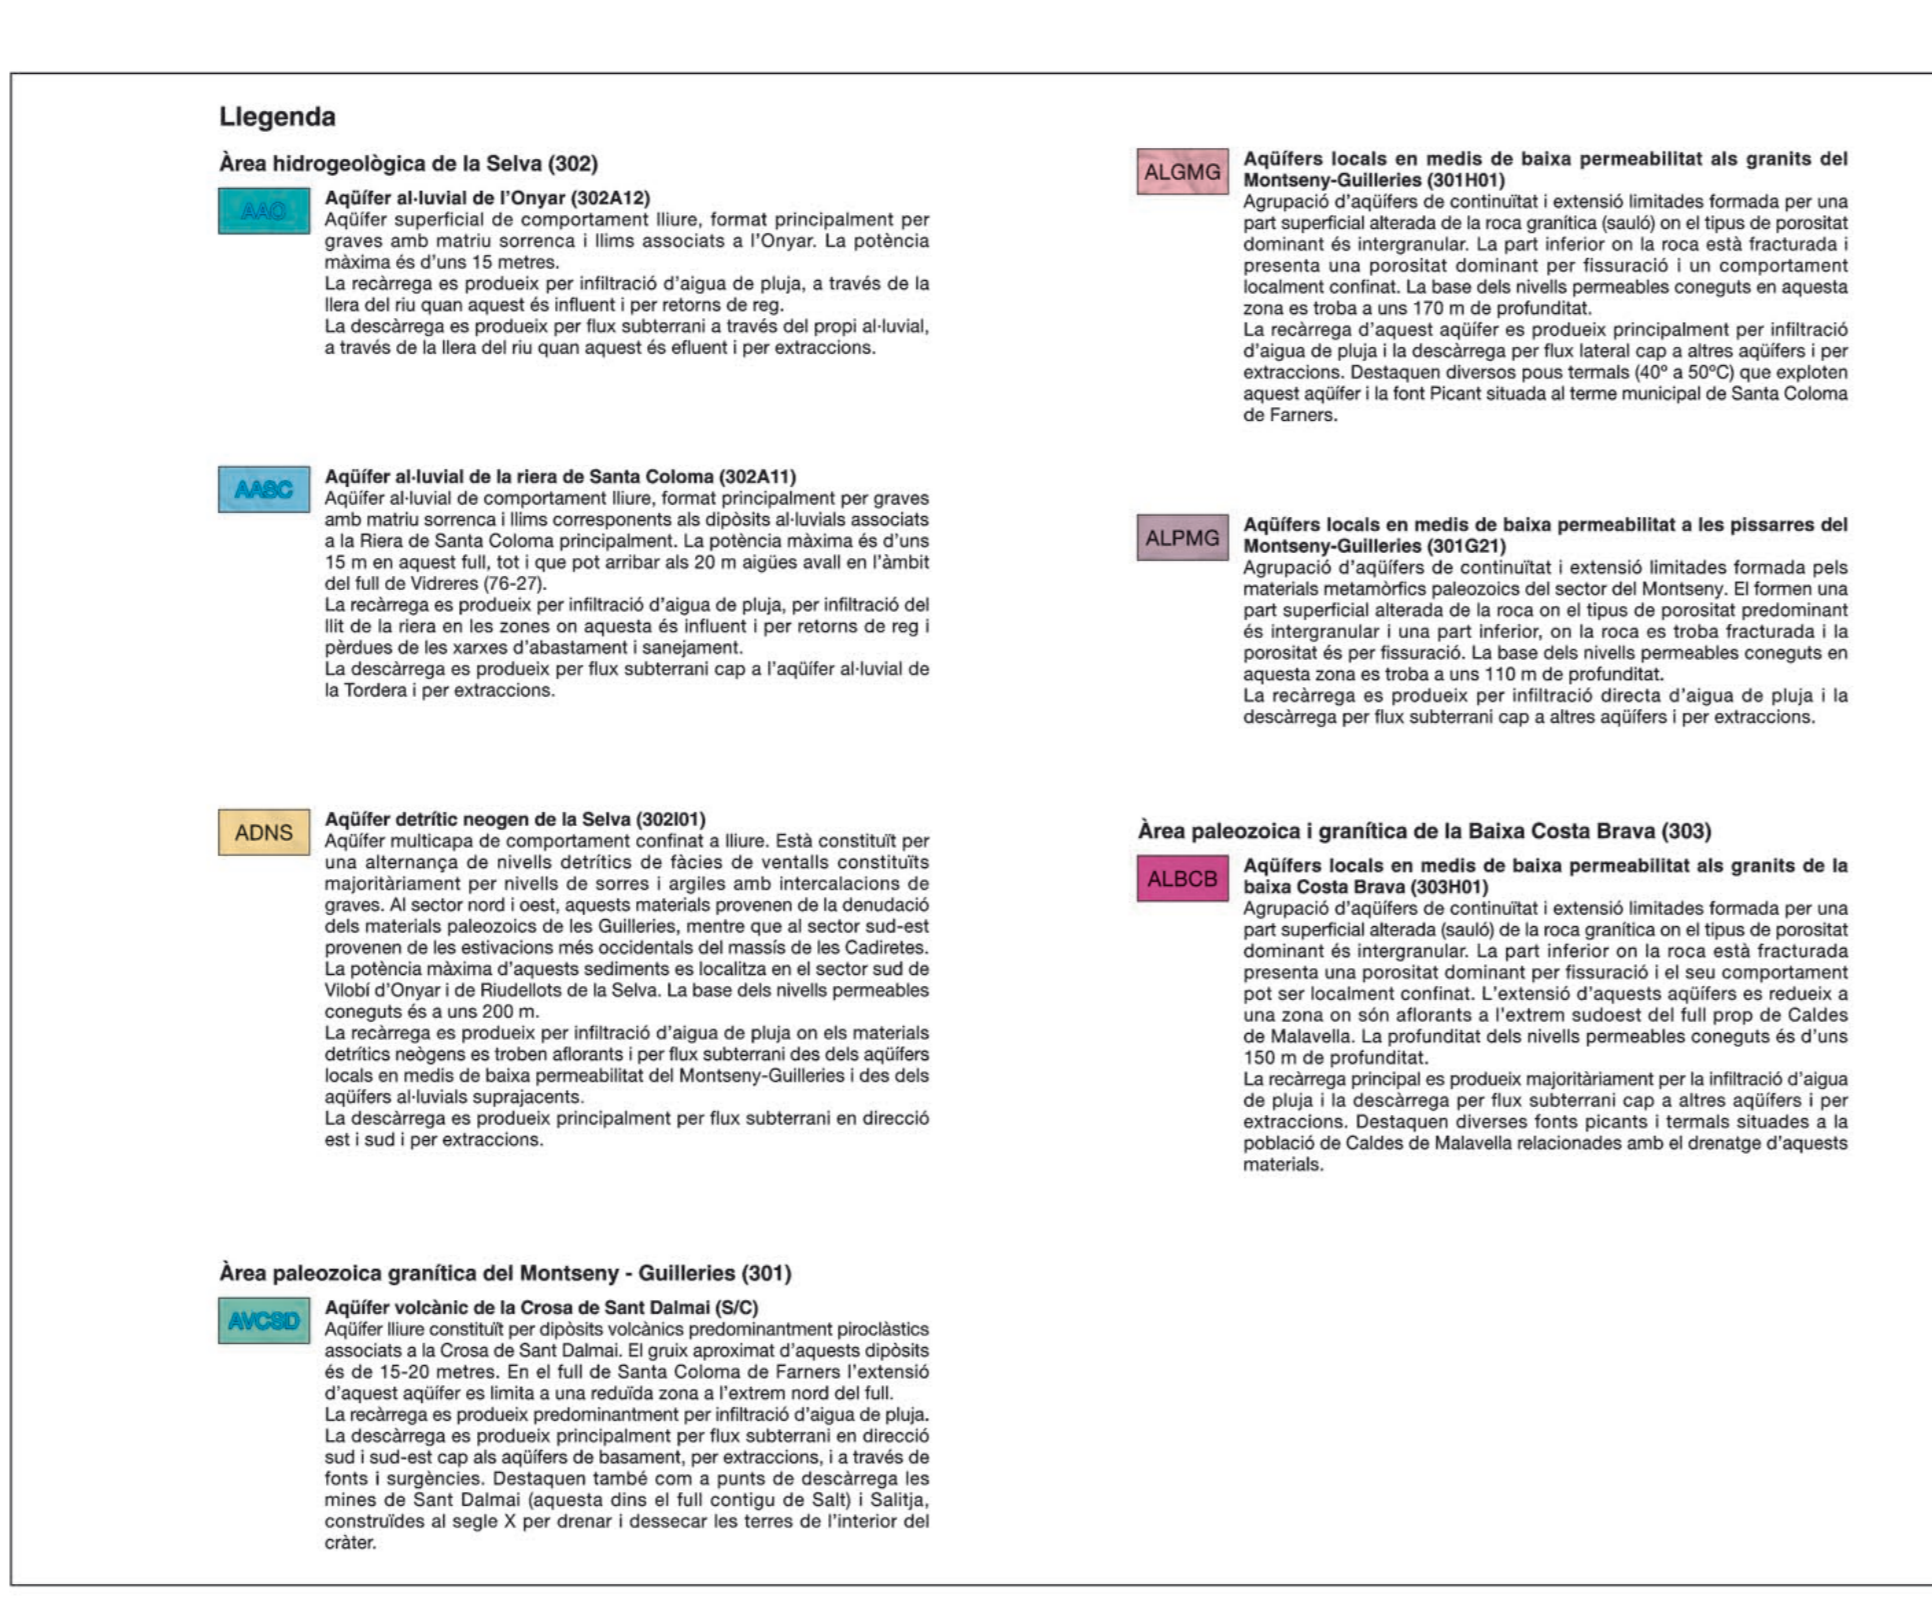 Llegenda
Àrea hidrogeològica de la Selva (302)
AAO
Aqüífer al·luvial de l'Onyar (302A12)
Aqüífer superficial de comportament lliure, format principalment per
graves amb matriu sorrenca i llims associats a l'Onyar. La potència
màxima és d'uns 15 metres.
La recàrrega es produeix per infiltració d'aigua de pluja, a través de la
llera del riu quan aquest és influent i per retorns de reg.
La descàrrega es produeix per flux subterrani a través del propi al·luvial,
a través de la llera del riu quan aquest és efluent i per extraccions.
AASC
Aqüífer al·luvial de la riera de Santa Coloma (302A11)
Aqüífer al·luvial de comportament lliure, format principalment per graves
amb matriu sorrenca i llims corresponents als dipòsits al·luvials associats
a la Riera de Santa Coloma principalment. La potència màxima és d'uns
15 m en aquest full, tot i que pot arribar als 20 m aigües avall en l'àmbit
del full de Vidreres (76-27).
La recàrrega es produeix per infiltració d'aigua de pluja, per infiltració del
llit de la riera en les zones on aquesta és influent i per retorns de reg i
pèrdues de les xarxes d'abastament i sanejament.
La descàrrega es produeix per flux subterrani cap a l'aqüífer al·luvial de
la Tordera i per extraccions.
ADNS
Aqüífer detrític neogen de la Selva (302I01)
Aqüífer multicapa de comportament confinat a lliure. Està constituït per
una alternança de nivells detrítics de fàcies de ventalls constituïts
majoritàriament per nivells de sorres i argiles amb intercalacions de
graves. Al sector nord i oest, aquests materials provenen de la denudació
dels materials paleozoics de les Guilleries, mentre que al sector sud-est
provenen de les estivacions més occidentals del massís de les Cadiretes.
La potència màxima d'aquests sediments es localitza en el sector sud de
Vilobí d'Onyar i de Riudellots de la Selva. La base dels nivells permeables
coneguts és a uns 200 m.
La recàrrega es produeix per infiltració d'aigua de pluja on els materials
detrítics neògens es troben aflorants i per flux subterrani des dels aqüífers
locals en medis de baixa permeabilitat del Montseny-Guilleries i des dels
aqüífers al·luvials suprajacents.
La descàrrega es produeix principalment per flux subterrani en direcció
est i sud i per extraccions.
Àrea paleozoica granítica del Montseny - Guilleries (301)
AVCSD
Aqüífer volcànic de la Crosa de Sant Dalmai (S/C)
Aqüífer lliure constituït per dipòsits volcànics predominantment piroclàstics
associats a la Crosa de Sant Dalmai. El gruix aproximat d'aquests dipòsits
és de 15-20 metres. En el full de Santa Coloma de Farners l'extensió
d'aquest aqüífer es limita a una reduïda zona a l'extrem nord del full.
La recàrrega es produeix predominantment per infiltració d'aigua de pluja.
La descàrrega es produeix principalment per flux subterrani en direcció
sud i sud-est cap als aqüífers de basament, per extraccions, i a través de
fonts i surgències. Destaquen també com a punts de descàrrega les
mines de Sant Dalmai (aquesta dins el full contigu de Salt) i Salitja,
construïdes al segle X per drenar i dessecar les terres de l'interior del
cràter.
ALGMG
Aqüífers locals en medis de baixa permeabilitat als granits del
Montseny-Guilleries (301H01)
Agrupació d'aqüífers de continuïtat i extensió limitades formada per una
part superficial alterada de la roca granítica (sauló) on el tipus de porositat
dominant és intergranular. La part inferior on la roca està fracturada i
presenta una porositat dominant per fissuració i un comportament
localment confinat. La base dels nivells permeables coneguts en aquesta
zona es troba a uns 170 m de profunditat.
La recàrrega d'aquest aqüífer es produeix principalment per infiltració
d'aigua de pluja i la descàrrega per flux lateral cap a altres aqüífers i per
extraccions. Destaquen diversos pous termals (40º a 50ºC) que exploten
aquest aqüífer i la font Picant situada al terme municipal de Santa Coloma
de Farners.
ALPMG
Aqüífers locals en medis de baixa permeabilitat a les pissarres del
Montseny-Guilleries (301G21)
Agrupació d'aqüífers de continuïtat i extensió limitades formada pels
materials metamòrfics paleozoics del sector del Montseny. El formen una
part superficial alterada de la roca on el tipus de porositat predominant
és intergranular i una part inferior, on la roca es troba fracturada i la
porositat és per fissuració. La base dels nivells permeables coneguts en
aquesta zona es troba a uns 110 m de profunditat.
La recàrrega es produeix per infiltració directa d'aigua de pluja i la
descàrrega per flux subterrani cap a altres aqüífers i per extraccions.
Àrea paleozoica i granítica de la Baixa Costa Brava (303)
ALBCB
Aqüífers locals en medis de baixa permeabilitat als granits de la
baixa Costa Brava (303H01)
Agrupació d'aqüífers de continuïtat i extensió limitades formada per una
part superficial alterada (sauló) de la roca granítica on el tipus de porositat
dominant és intergranular. La part inferior on la roca està fracturada
presenta una porositat dominant per fissuració i el seu comportament
pot ser localment confinat. L'extensió d'aquests aqüífers es redueix a
una zona on són aflorants a l'extrem sudoest del full prop de Caldes
de Malavella. La profunditat dels nivells permeables coneguts és d'uns
150 m de profunditat.
La recàrrega principal es produeix majoritàriament per la infiltració d'aigua
de pluja i la descàrrega per flux subterrani cap a altres aqüífers i per
extraccions. Destaquen diverses fonts picants i termals situades a la
població de Caldes de Malavella relacionades amb el drenatge d'aquests
materials.